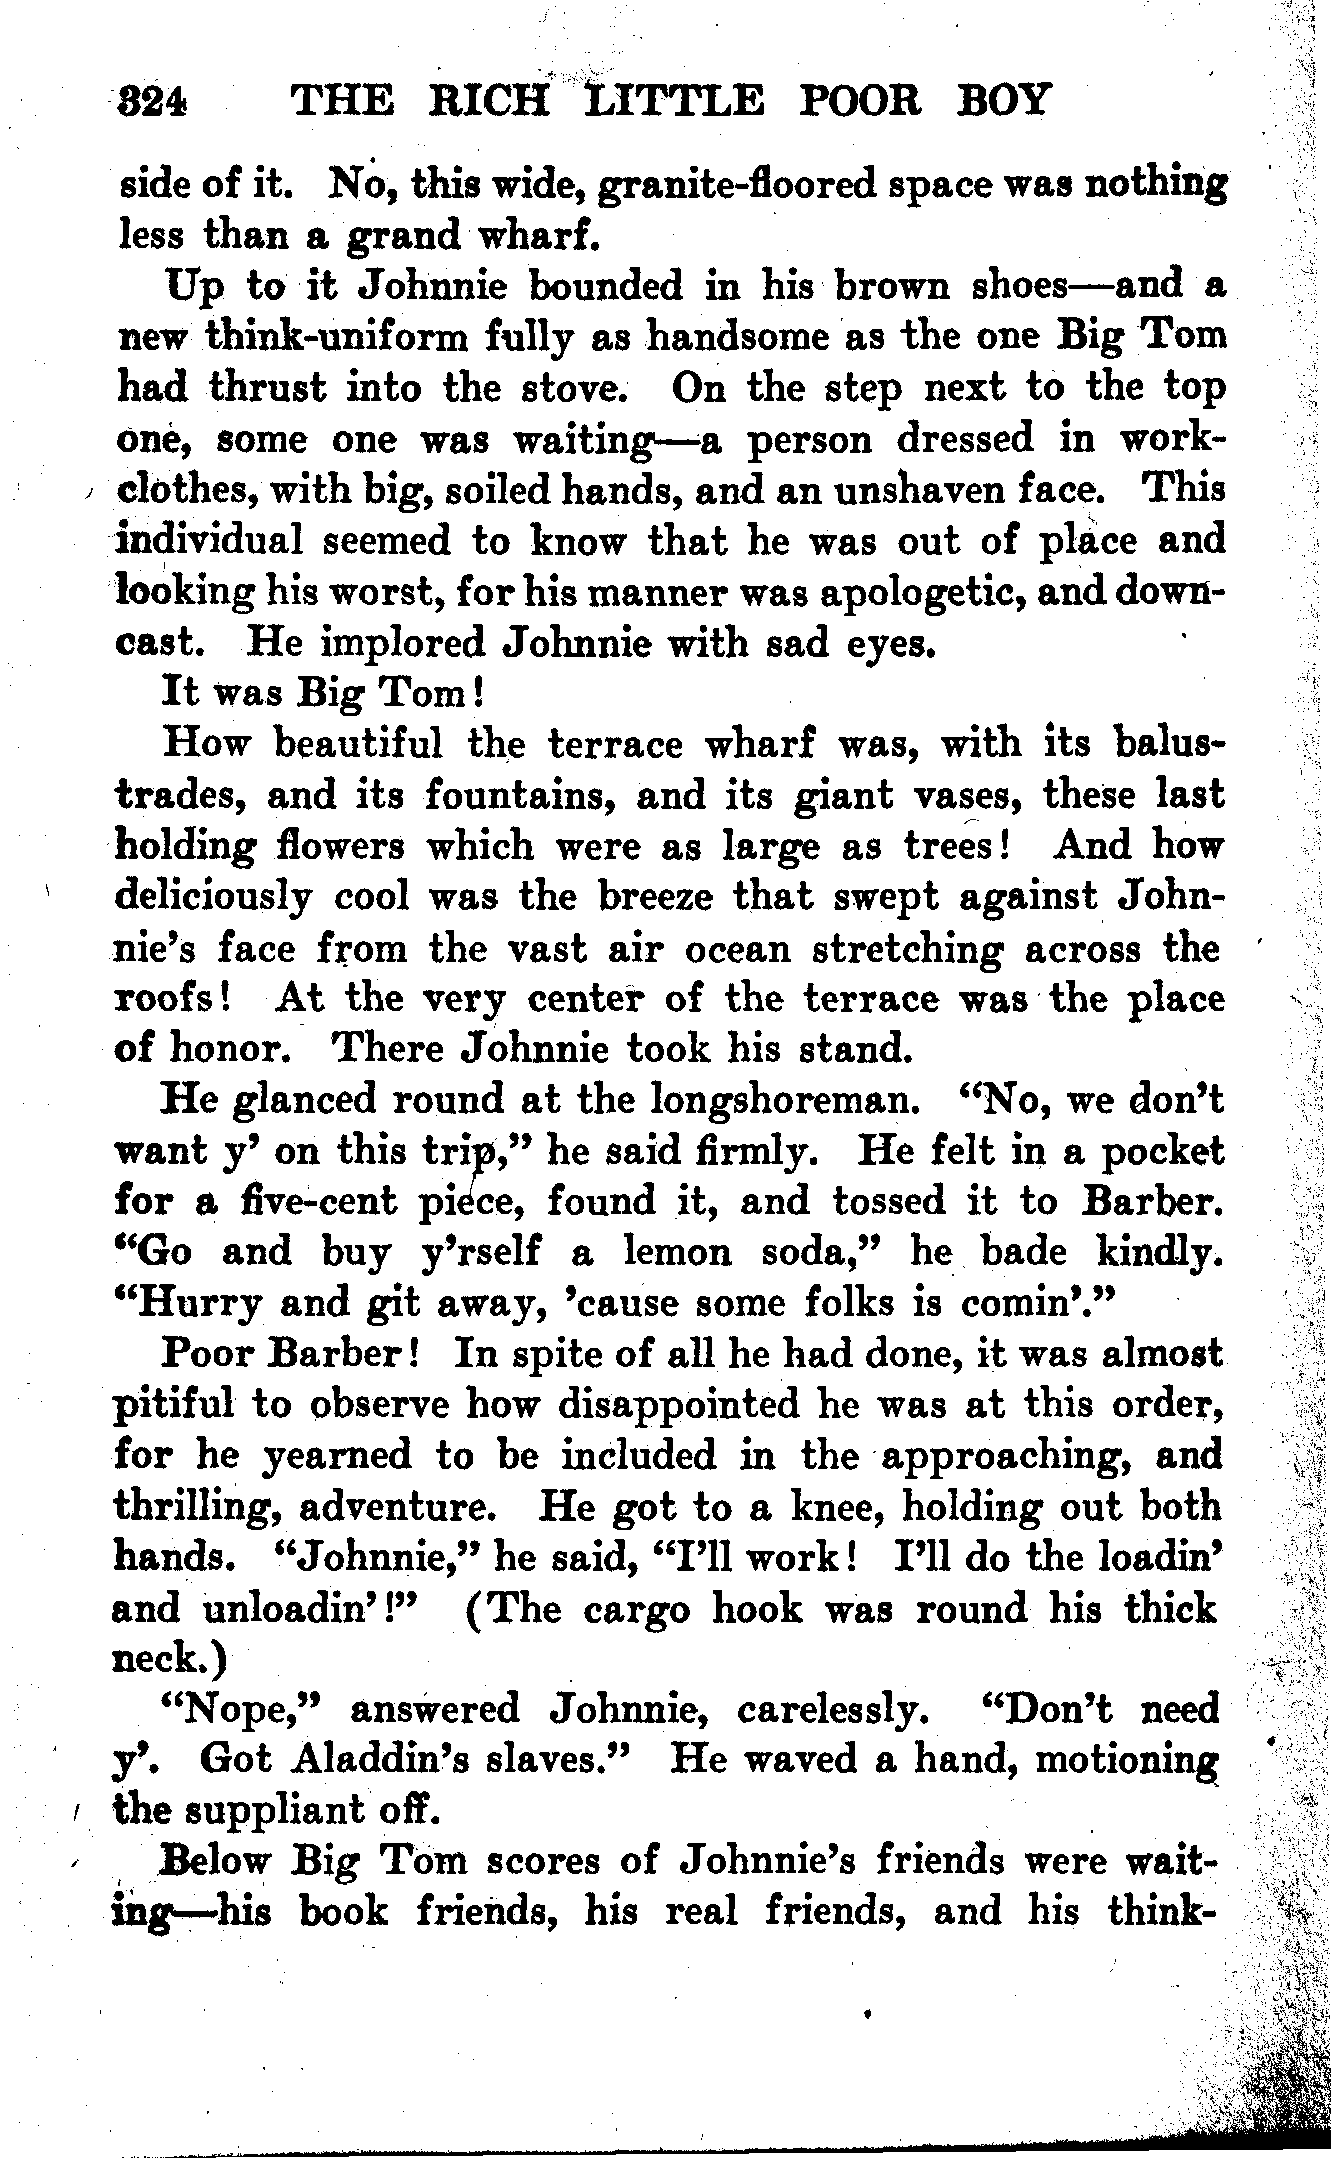 324 THE RICH LITTLE POOR BOY
side of it. No, this wide, granite-floored space was nothing
less than a grand wharf.
Up to it Johnnie bounded in his brown shoes—and a
new think-uniform fully as handsome as the one Big Tom
had thrust into the stove. On the step next to the top
one, some one was waiting—a person dressed in work-
clothes, with big, soiled hands, and an unshaven face. This
individual seemed to know that he was out of place and
looking his worst, for his manner was apologetic, and down-
cast. He implored Johnnie with sad eyes.
It was Big Tom!
How beautiful the terrace wharf was, with its balus-
trades, and its fountains, and its giant vases, these last
holding flowers which were as large as trees! And how
deliciously cool was the breeze that swept against John-
nie's face from the vast air ocean stretching across the
roofs! At the very center of the terrace was the place
of honor. There Johnnie took his stand.
He glanced round at the longshoreman. “No, we don't
want y' on this trip,” he said firmly. He felt in a pocket
for a five-cent piece, found it, and tossed it to Barber.
“Go and buy y'rself a lemon soda,” he bade kindly.
“Hurry and git away, 'cause some folks is comin'.”
Poor Barber! In spite of all he had done, it was almost
pitiful to observe how disappointed he was at this order,
for he yearned to be included in the approaching, and
thrilling, adventure. He got to a knee, holding out both
hands. “Johnnie,” he said, “I'll work! I'll do the loadin'
and unloadin'!” (The cargo hook was round his thick
neck.)
“Nope,” answered Johnnie, carelessly. “Don't need
y'. Got Aladdin's slaves.” He waved a hand, motioning
the suppliant off.
Below Big Tom scores of Johnnie's friends were wait-
ing—his book friends, his real friends, and his think-